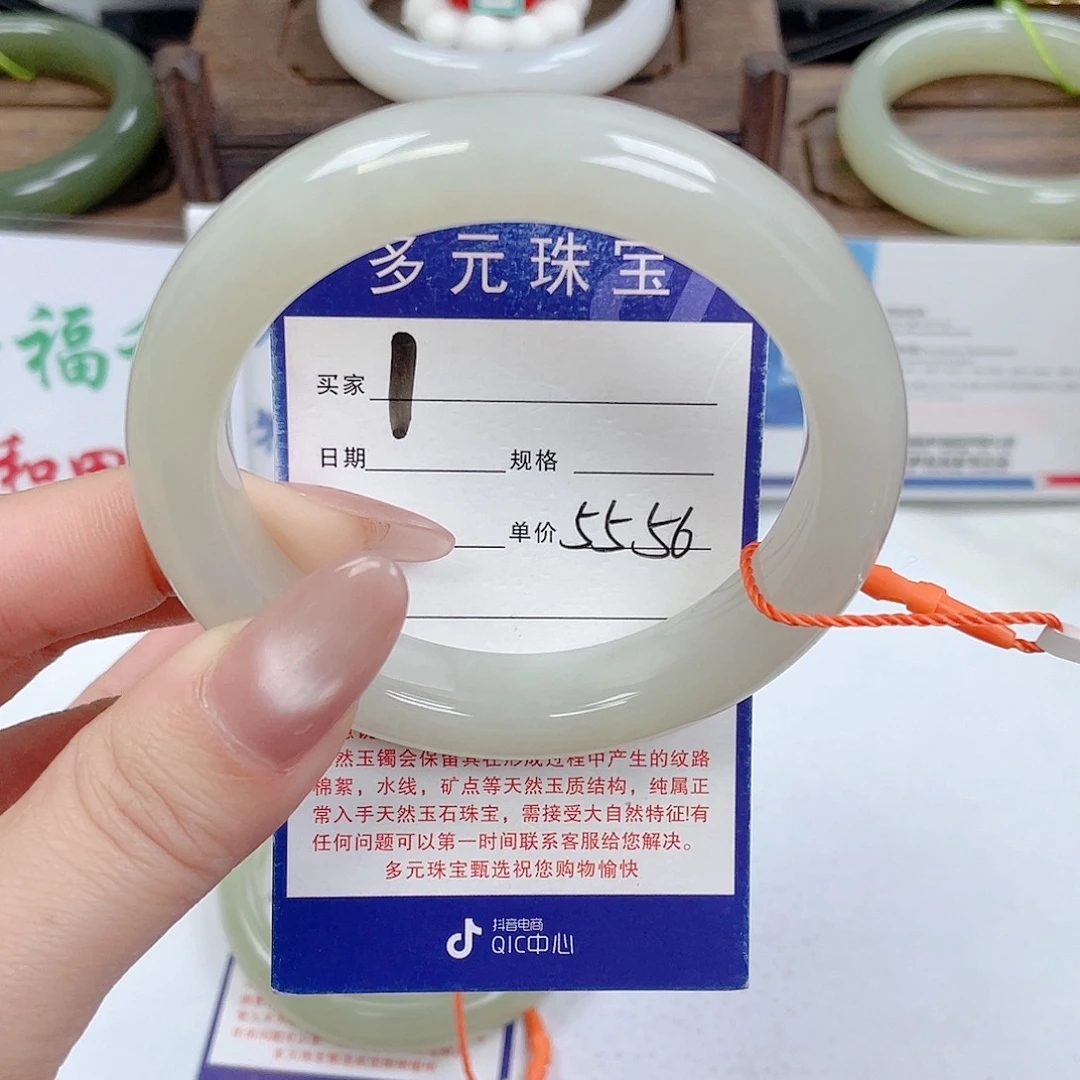 多元珠宝
福
和田
买家 1
日期 规格
单价 5556
然玉镯会保留其在形成过程中产生的纹路
棉絮，水线，矿点等天然玉质结构，纯属正
常入手天然玉石珠宝，需接受大自然特征!有
任何问题可以第一时间联系客服给您解决。
多元珠宝甄选祝您购物愉快
抖音电商
QIC中心